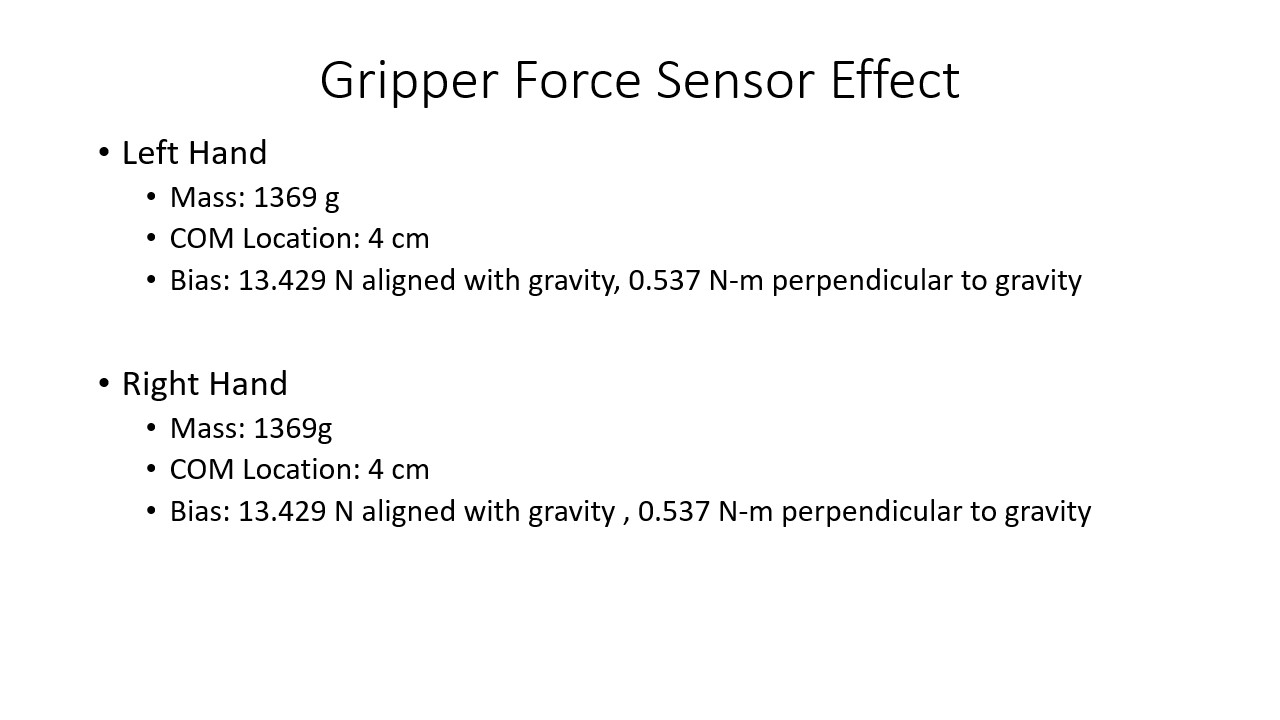 Gripper Force Sensor Effect
• Left Hand
• Mass: 1369 g
• COM Location: 4 cm
• Bias: 13.429 N aligned with gravity, 0.537 N-m perpendicular to gravity
• Right Hand
• Mass: 1369g
• COM Location: 4 cm
• Bias: 13.429 N aligned with gravity , 0.537 N-m perpendicular to gravity